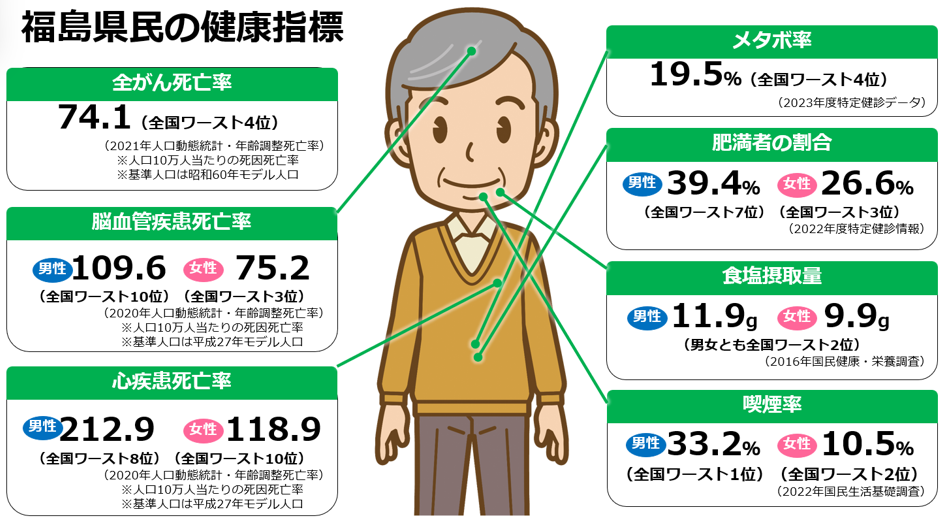 福島県民の健康指標
全がん死亡率
74.1（全国ワースト4位）
（2021年人口動態統計・年齢調整死亡率）
※人口10万人当たりの死因死亡率
※基準人口は昭和60年モデル人口
脳血管疾患死亡率
男性 109.6 女性 75.2
（全国ワースト10位）（全国ワースト3位）
（2020年人口動態統計・年齢調整死亡率）
※人口10万人当たりの死因死亡率
※基準人口は平成27年モデル人口
心疾患死亡率
男性 212.9 女性 118.9
（全国ワースト8位）（全国ワースト10位）
（2020年人口動態統計・年齢調整死亡率）
※人口10万人当たりの死因死亡率
※基準人口は平成27年モデル人口
メタボ率
19.5%（全国ワースト4位）
（2023年度特定健診データ）
肥満者の割合
男性 39.4% 女性 26.6%
（全国ワースト7位）（全国ワースト3位）
（2022年度特定健診情報）
食塩摂取量
男性 11.9g 女性 9.9g
（男女とも全国ワースト2位）
（2016年国民健康・栄養調査）
喫煙率
男性 33.2% 女性 10.5%
（全国ワースト1位）（全国ワースト2位）
（2022年国民生活基礎調査）